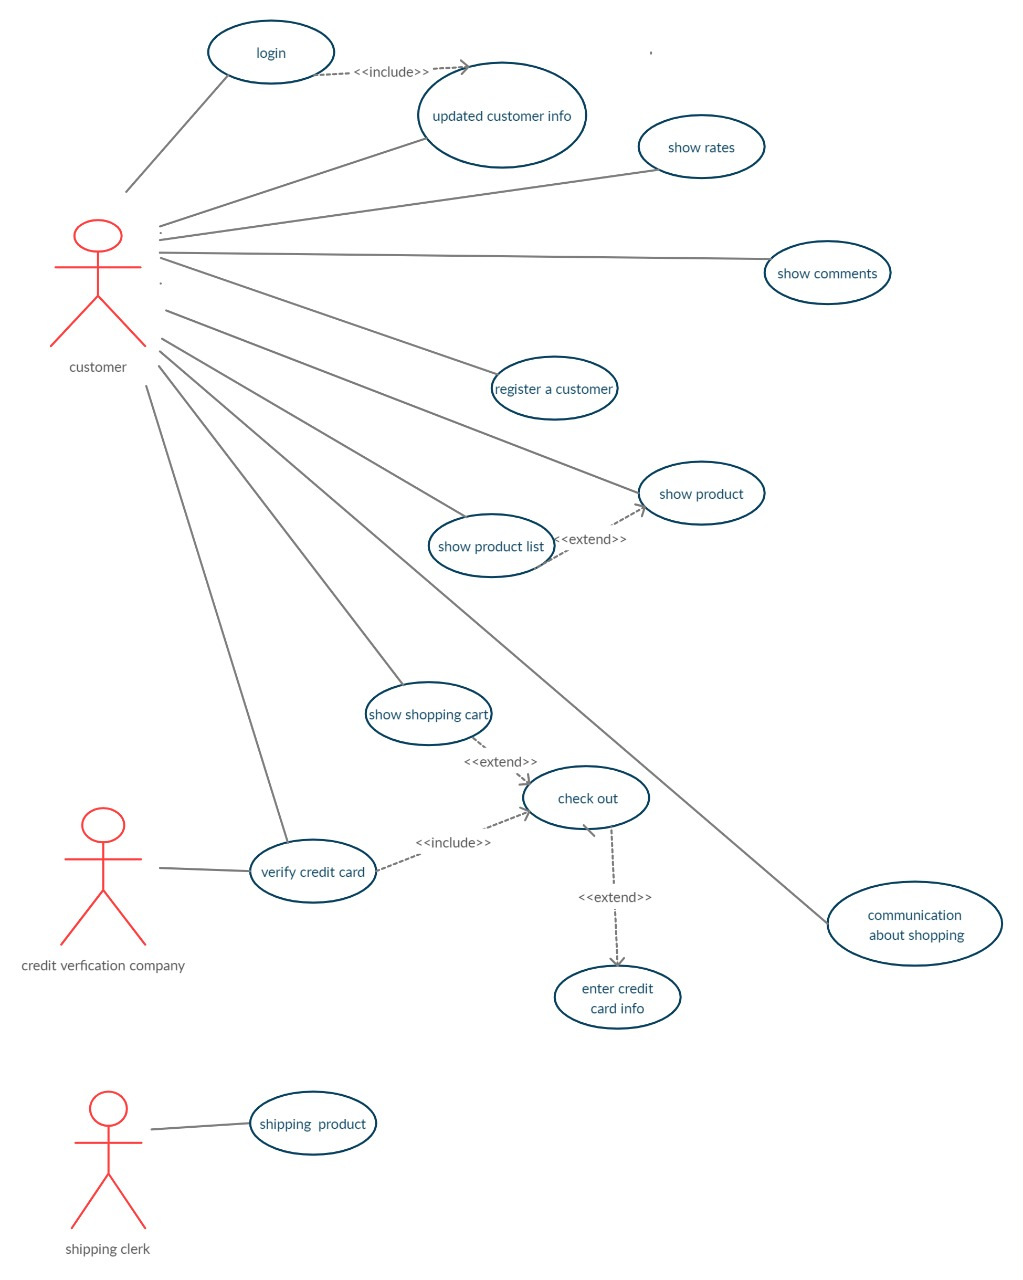 login
<<include>>
updated customer info
show rates
show comments
customer
register a customer
show product
<<extend>>
show product list
show shopping cart
<<extend>>
check out
<<include>>
verify credit card
<<extend>>
communication
about shopping
credit verfication company
enter credit
card info
shipping  product
shipping clerk